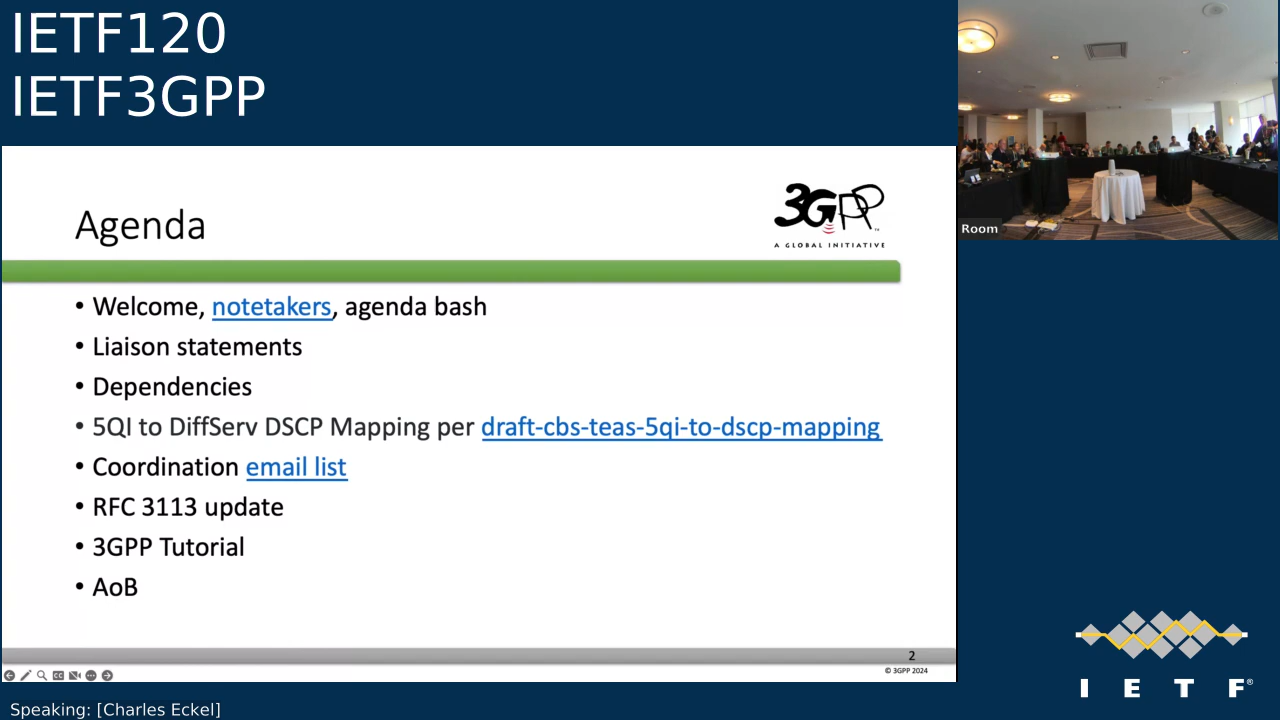 IETF120
IETF3GPP
Agenda
3GPP™
A GLOBAL INITIATIVE
• Welcome, notetakers, agenda bash
• Liaison statements
• Dependencies
• 5QI to DiffServ DSCP Mapping per draft-cbs-teas-5qi-to-dscp-mapping
• Coordination email list
• RFC 3113 update
• 3GPP Tutorial
• AoB
2
© 3GPP 2024
CC
Room
I E T F®
Speaking: [Charles Eckel]